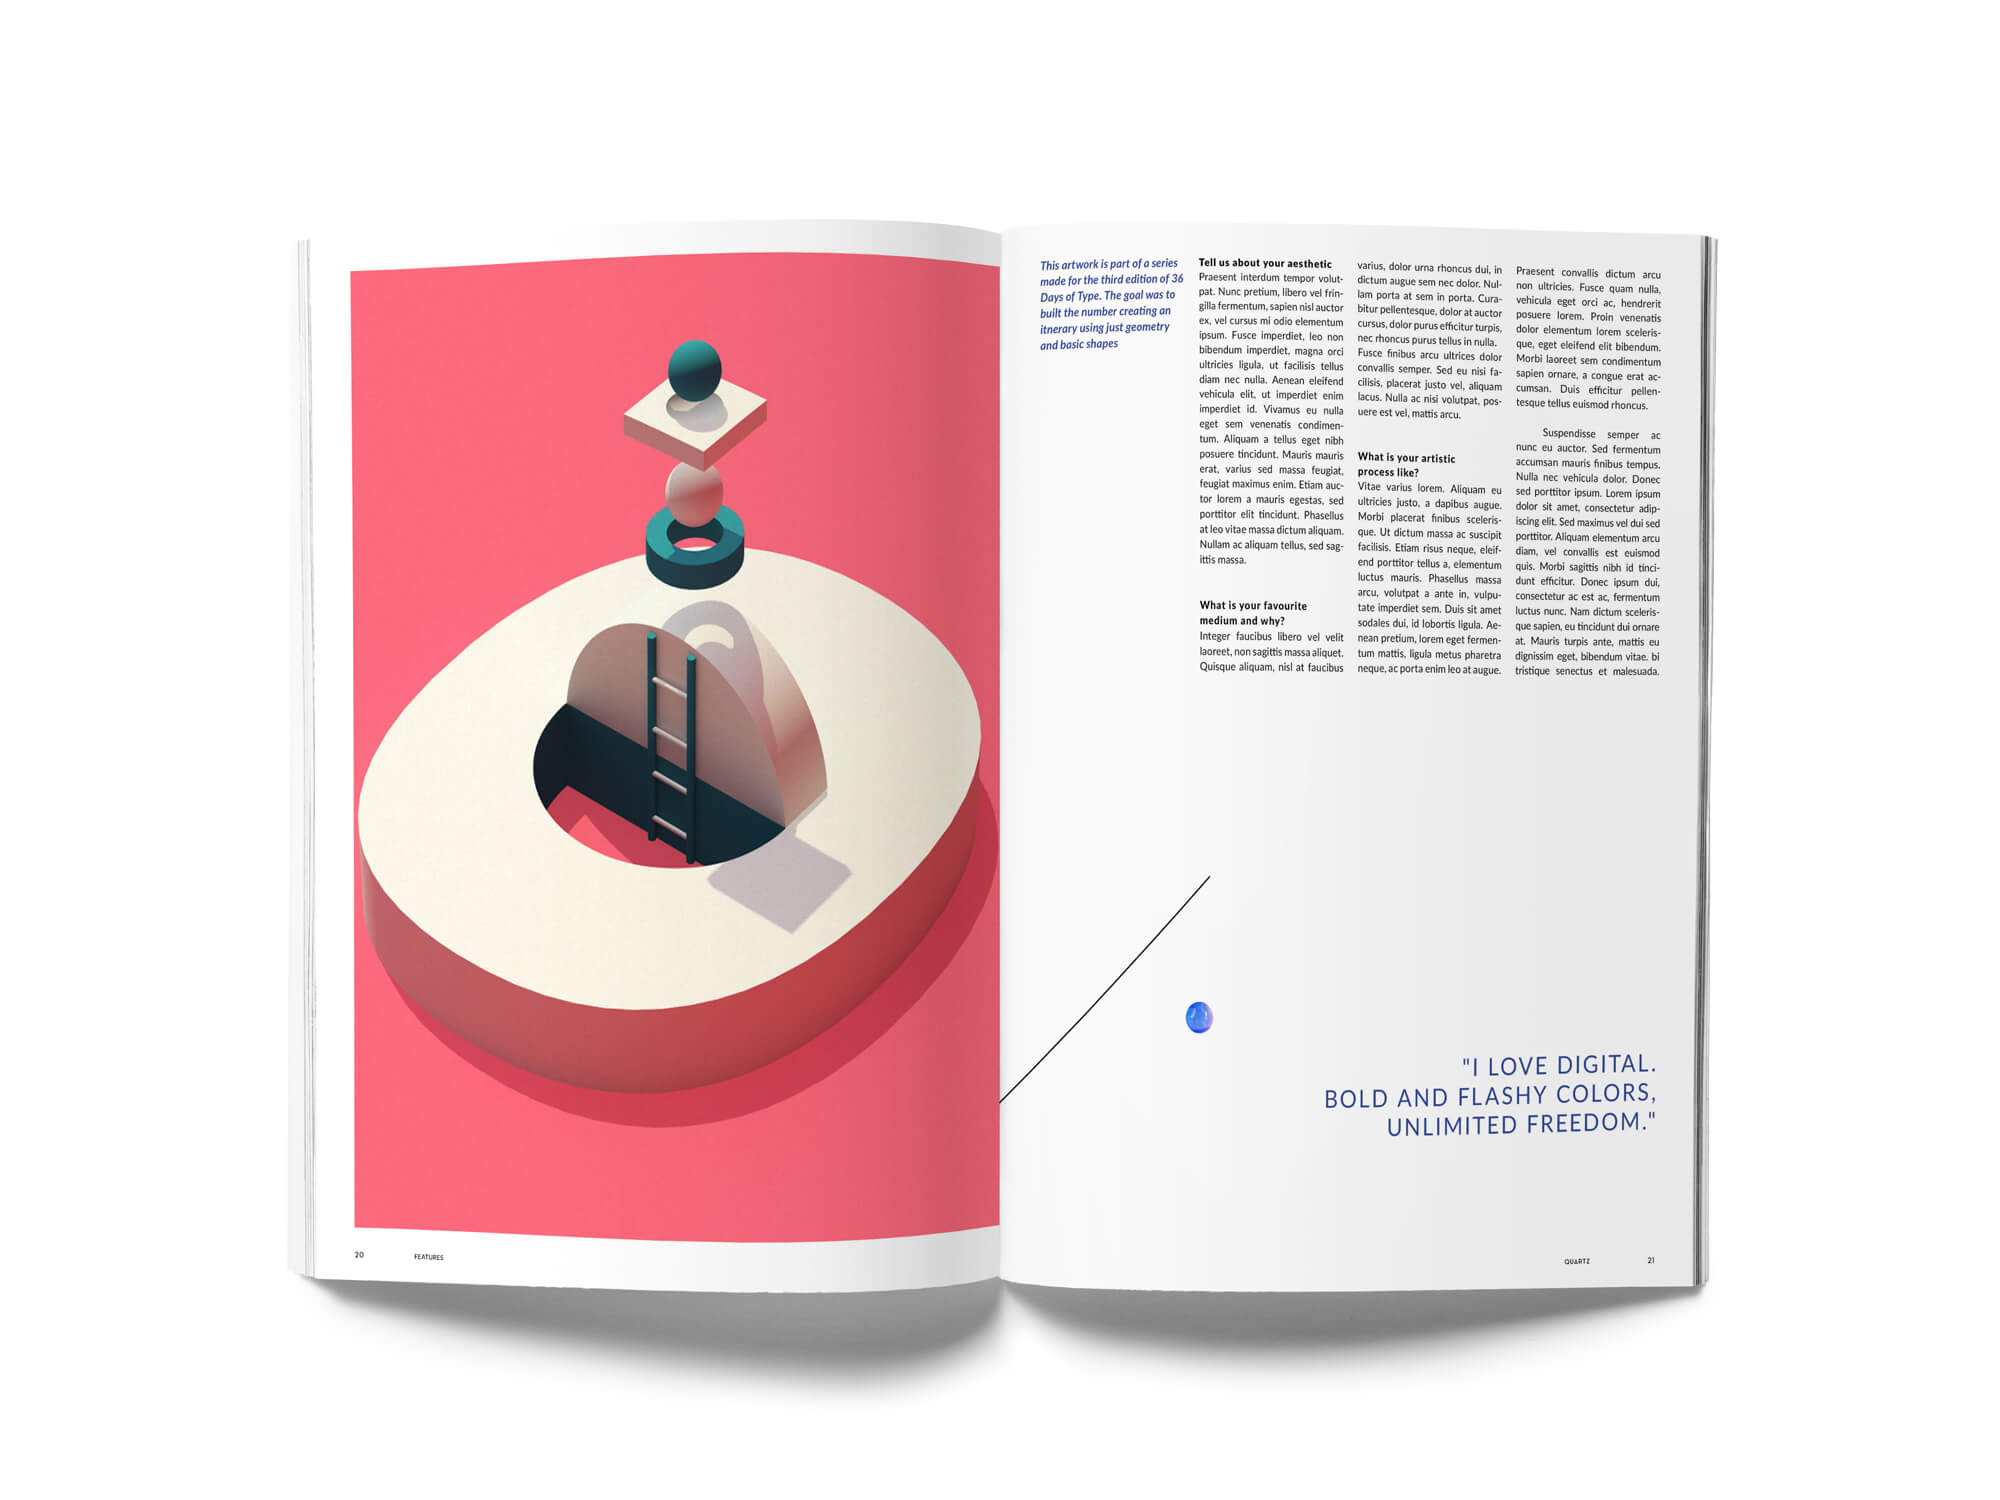 This artwork is part of a series
made for the third edition of 36
Days of Type. The goal was to
built the number creating an
itnerary using just geometry
and basic shapes
Tell us about your aesthetic
Praesent interdum tempor volut-
pat. Nunc pretium, libero vel frin-
gilla fermentum, sapien nisl auctor
ex, vel cursus mi odio elementum
ipsum. Fusce imperdiet, leo non
bibendum imperdiet, magna orci
ultricies ligula, ut facilisis tellus
diam nec nulla. Aenean eleifend
vehicula elit, ut imperdiet enim
imperdiet id. Vivamus eu nulla
eget sem venenatis condimen-
tum. Aliquam a tellus eget nibh
posuere tincidunt. Mauris mauris
erat, varius sed massa feugiat,
feugiat maximus enim. Etiam auc-
tor lorem a mauris egestas, sed
porttitor elit tincidunt. Phasellus
at leo vitae massa dictum aliquam.
Nullam ac aliquam tellus, sed sag-
ittis massa.
What is your favourite
medium and why?
Integer faucibus libero vel velit
laoreet, non sagittis massa aliquet.
Quisque aliquam, nisl at faucibus
varius, dolor urna rhoncus dui, in
dictum augue sem nec dolor. Nul-
lam porta at sem in porta. Cura-
bitur pellentesque, dolor at auctor
cursus, dolor purus efficitur turpis,
nec rhoncus purus tellus in nulla.
Fusce finibus arcu ultrices dolor
convallis semper. Sed eu nisi fa-
cilisis, placerat justo vel, aliquam
lacus. Nulla ac nisi volutpat, pos-
uere est vel, mattis arcu.
What is your artistic
process like?
Vitae varius lorem. Aliquam eu
ultricies justo, a dapibus augue.
Morbi placerat finibus sceleris-
que. Ut dictum massa ac suscipit
facilisis. Etiam risus neque, eleif-
end porttitor tellus a, elementum
luctus mauris. Phasellus massa
arcu, volutpat a ante in, vulpu-
tate imperdiet sem. Duis sit amet
sodales dui, id lobortis ligula. Ae-
nean pretium, lorem eget fermen-
tum mattis, ligula metus pharetra
neque, ac porta enim leo at augue.
Praesent convallis dictum arcu
non ultricies. Fusce quam nulla,
vehicula eget orci ac, hendrerit
posuere lorem. Proin venenatis
dolor elementum lorem sceleris-
que, eget eleifend elit bibendum.
Morbi laoreet sem condimentum
sapien ornare, a congue erat ac-
cumsan. Duis efficitur pellen-
tesque tellus euismod rhoncus.
Suspendisse semper ac
nunc eu auctor. Sed fermentum
accumsan mauris finibus tempus.
Nulla nec vehicula dolor. Donec
sed porttitor ipsum. Lorem ipsum
dolor sit amet, consectetur adip-
iscing elit. Sed maximus vel dui sed
porttitor. Aliquam elementum arcu
diam, vel convallis est euismod
quis. Morbi sagittis nibh id tinci-
dunt efficitur. Donec ipsum dui,
consectetur ac est ac, fermentum
luctus nunc. Nam dictum sceleris-
que sapien, eu tincidunt dui ornare
at. Mauris turpis ante, mattis eu
dignissim eget, bibendum vitae. bi
tristique senectus et malesuada.
"I LOVE DIGITAL.
BOLD AND FLASHY COLORS,
UNLIMITED FREEDOM."
20 FEATURES
QUARTZ 21